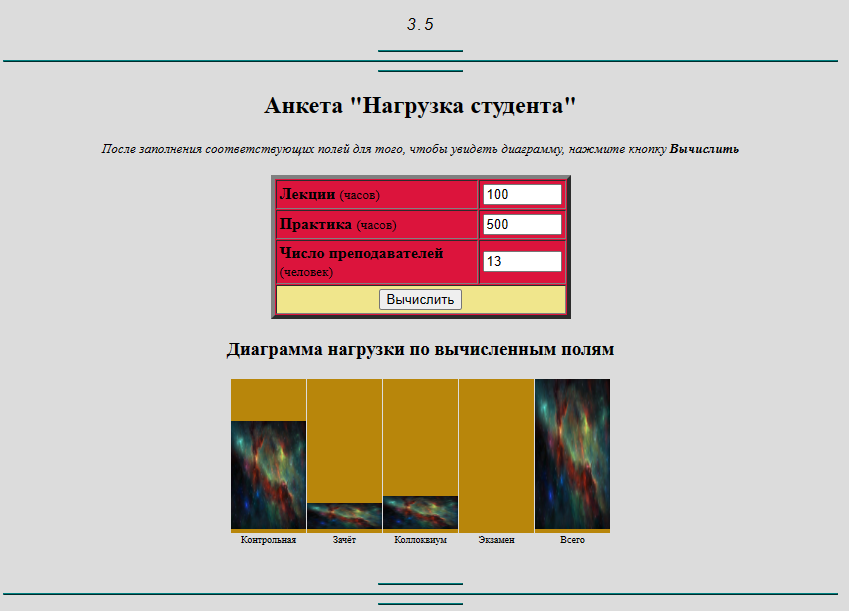 3.5
Анкета "Нагрузка студента"
После заполнения соответствующих полей для того, чтобы увидеть диаграмму, нажмите кнопку Вычислить
Лекции (часов) 100
Практика (часов) 500
Число преподавателей
(человек) 13
Вычислить
Диаграмма нагрузки по вычисленным полям
Контрольная Зачёт Коллоквиум Экзамен Всего